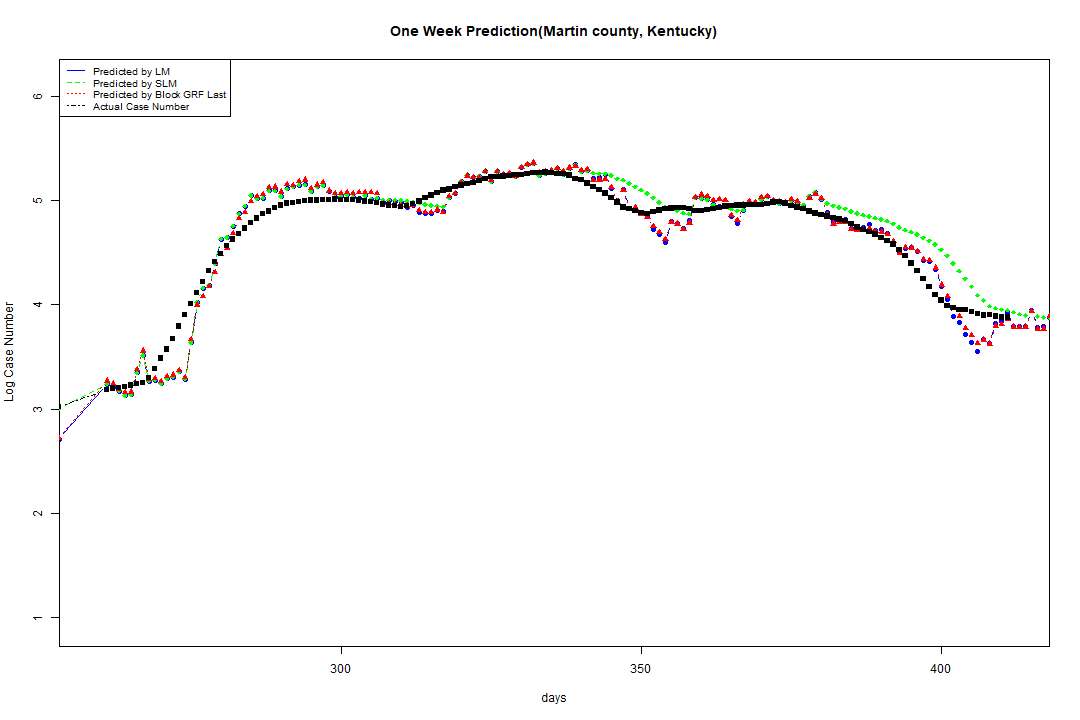 One Week Prediction(Martin county, Kentucky)
Predicted by LM
Predicted by SLM
Predicted by Block GRF Last
Actual Case Number
6
5
4
3
2
1
Log Case Number
300 350 400
days